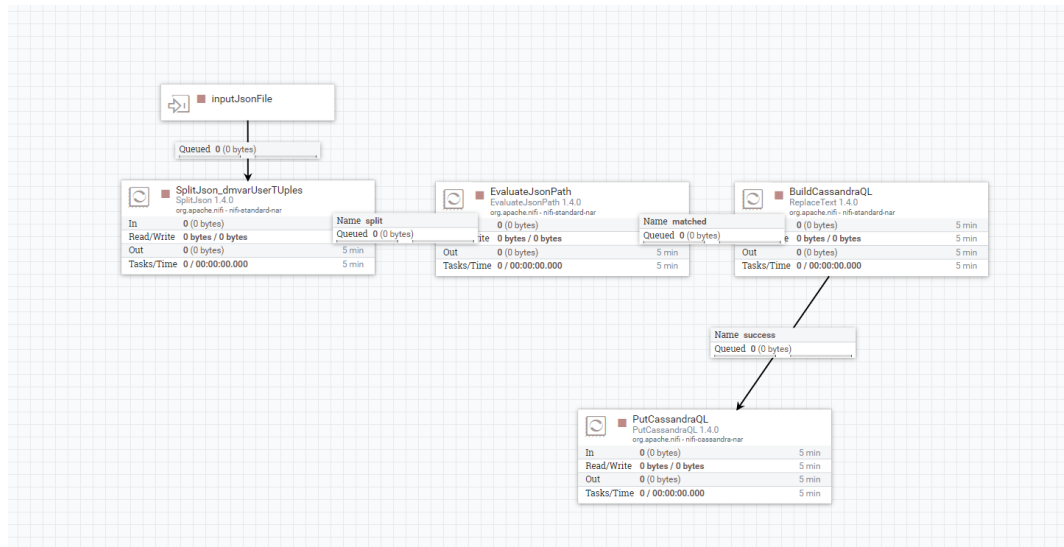 inputJsonFile
Queued 0 (0 bytes)
SplitJson_dmvarUserTUples
SplitJson 1.4.0
org.apache.nifi - nifi-standard-nar
In 0 (0 bytes)
Read/Write 0 bytes / 0 bytes
Out 0 (0 bytes) 5 min
Tasks/Time 0 / 00:00:00.000 5 min
Name split
Queued 0 (0 bytes)
EvaluateJsonPath
EvaluateJsonPath 1.4.0
org.apache.nifi - nifi-standard-nar
0 (0 bytes)
0 bytes / 0 bytes
Out 0 (0 bytes) 5 min
Tasks/Time 0 / 00:00:00.000 5 min
Name matched
Queued 0 (0 bytes)
BuildCassandraQL
ReplaceText 1.4.0
org.apache.nifi - nifi-standard-nar
0 (0 bytes) 5 min
0 bytes / 0 bytes 5 min
Out 0 (0 bytes) 5 min
Tasks/Time 0 / 00:00:00.000 5 min
Name success
Queued 0 (0 bytes)
PutCassandraQL
PutCassandraQL 1.4.0
org.apache.nifi - nifi-cassandra-nar
In 0 (0 bytes) 5 min
Read/Write 0 bytes / 0 bytes 5 min
Out 0 (0 bytes) 5 min
Tasks/Time 0 / 00:00:00.000 5 min